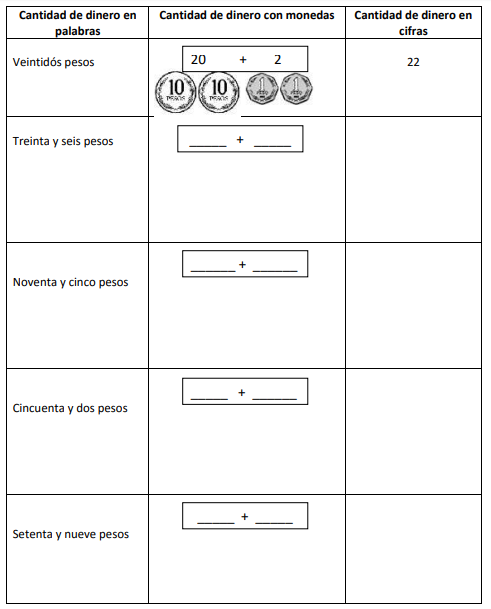 Cantidad de dinero en palabras
Cantidad de dinero con monedas
Cantidad de dinero en cifras
Veintidós pesos
20 + 2
10 PESOS 10 PESOS 1 PESO 1 PESO
22
Treinta y seis pesos
_____ + _____
Noventa y cinco pesos
______ + ______
Cincuenta y dos pesos
_____ + ______
Setenta y nueve pesos
_____ + _____